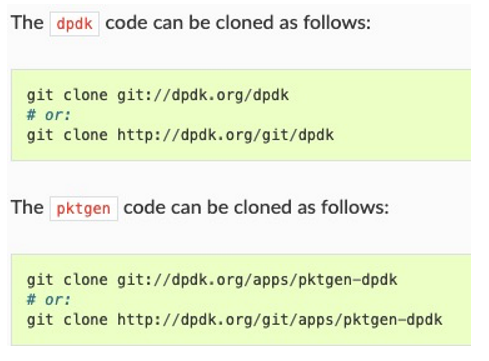 The dpdk code can be cloned as follows:
git clone git://dpdk.org/dpdk
# or:
git clone http://dpdk.org/git/dpdk
The pktgen code can be cloned as follows:
git clone git://dpdk.org/apps/pktgen-dpdk
# or:
git clone http://dpdk.org/git/apps/pktgen-dpdk